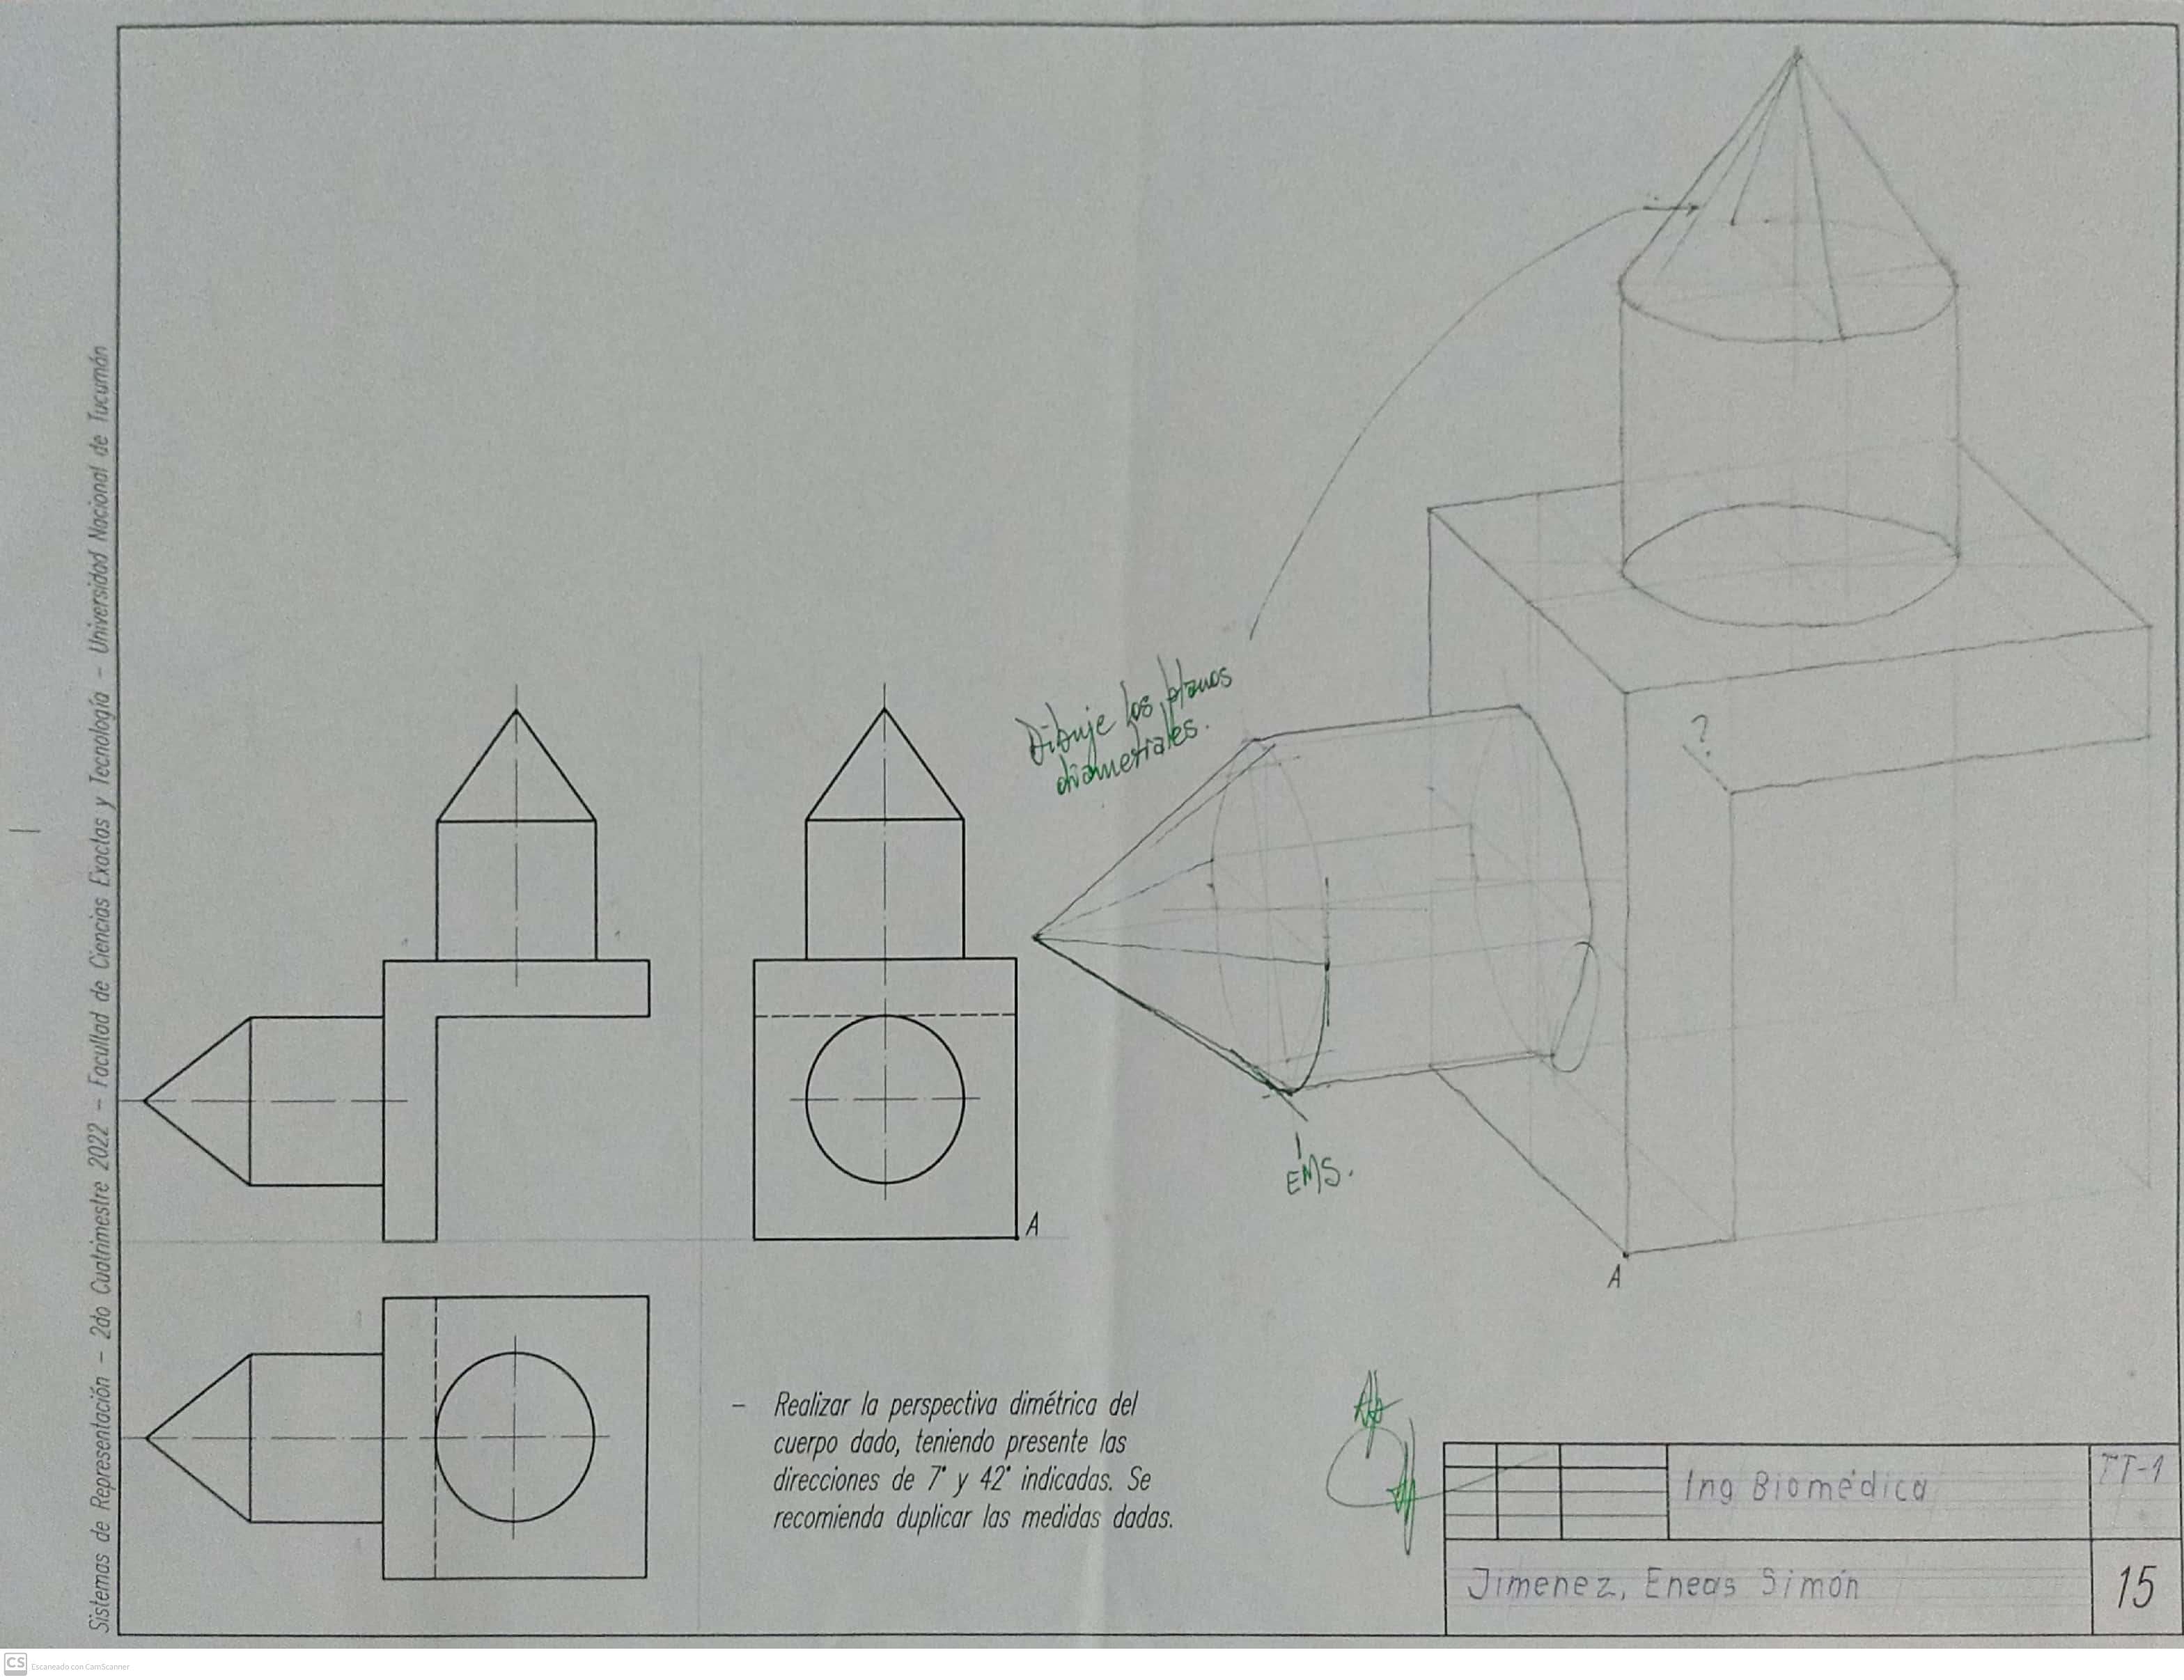 Sistemas de Representación – 2do Cuatrimestre 2022 – Facultad de Ciencias Exactas y Tecnología – Universidad Nacional de Tucumán
Dibuje los planos
diametrales.
?
EMS.
A
A
– Realizar la perspectiva dimétrica del
cuerpo dado, teniendo presente las
direcciones de 7° y 42° indicadas. Se
recomienda duplicar las medidas dadas.
Ing Biomédica
TT-1
Jimenez, Eneas Simón
15
CS Escaneado con CamScanner